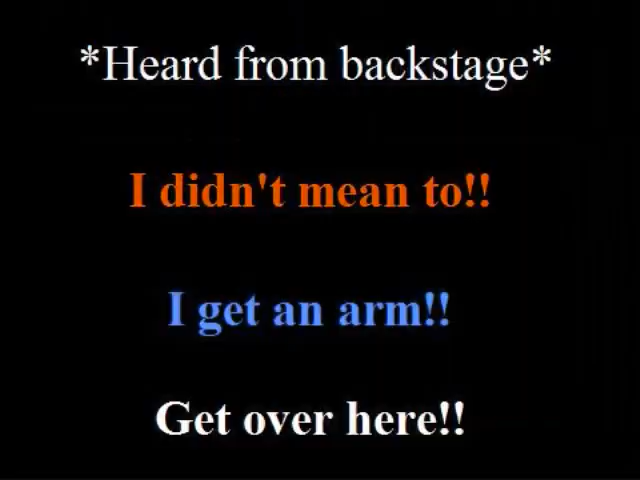 *Heard from backstage*
I didn't mean to!!
I get an arm!!
Get over here!!